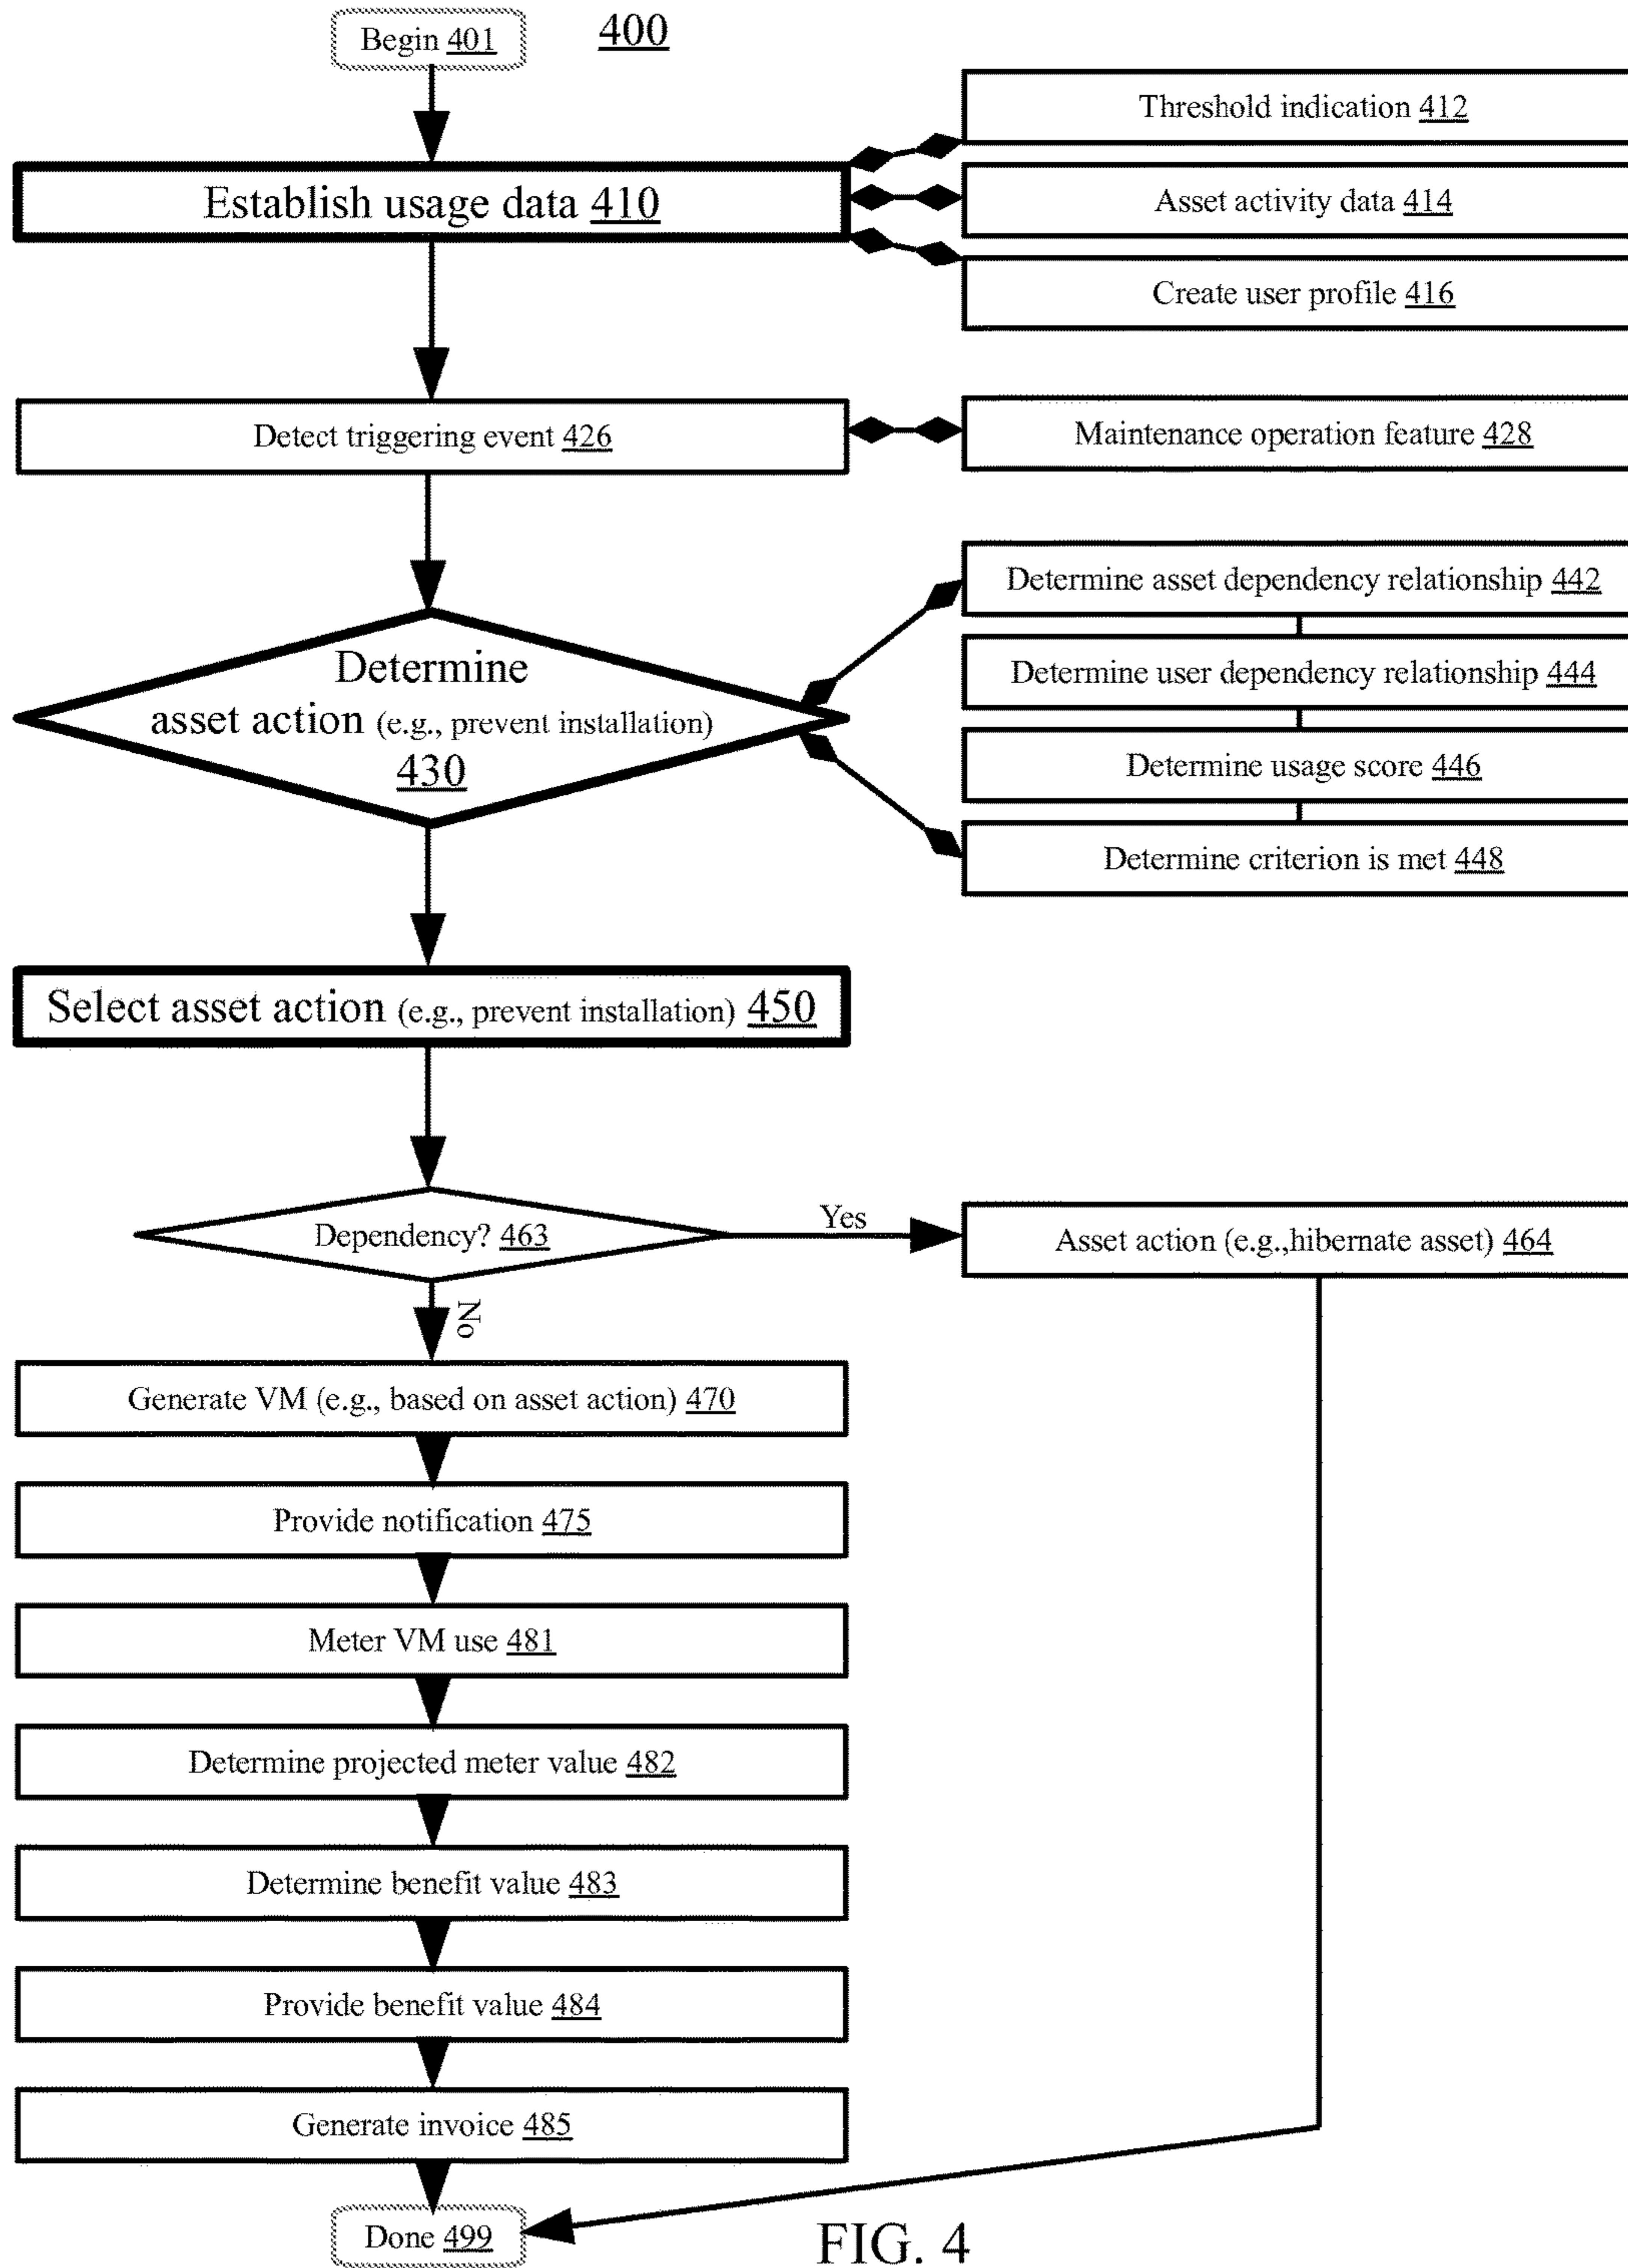 Begin 401
400
Threshold indication 412
Establish usage data 410
Asset activity data 414
Create user profile 416
Detect triggering event 426
Maintenance operation feature 428
Determine asset dependency relationship 442
Determine
asset action (e.g., prevent installation)
430
Determine user dependency relationship 444
Determine usage score 446
Determine criterion is met 448
Select asset action (e.g., prevent installation) 450
Dependency? 463
Yes
Asset action (e.g.,hibernate asset) 464
No
Generate VM (e.g., based on asset action) 470
Provide notification 475
Meter VM use 481
Determine projected meter value 482
Determine benefit value 483
Provide benefit value 484
Generate invoice 485
Done 499
FIG. 4